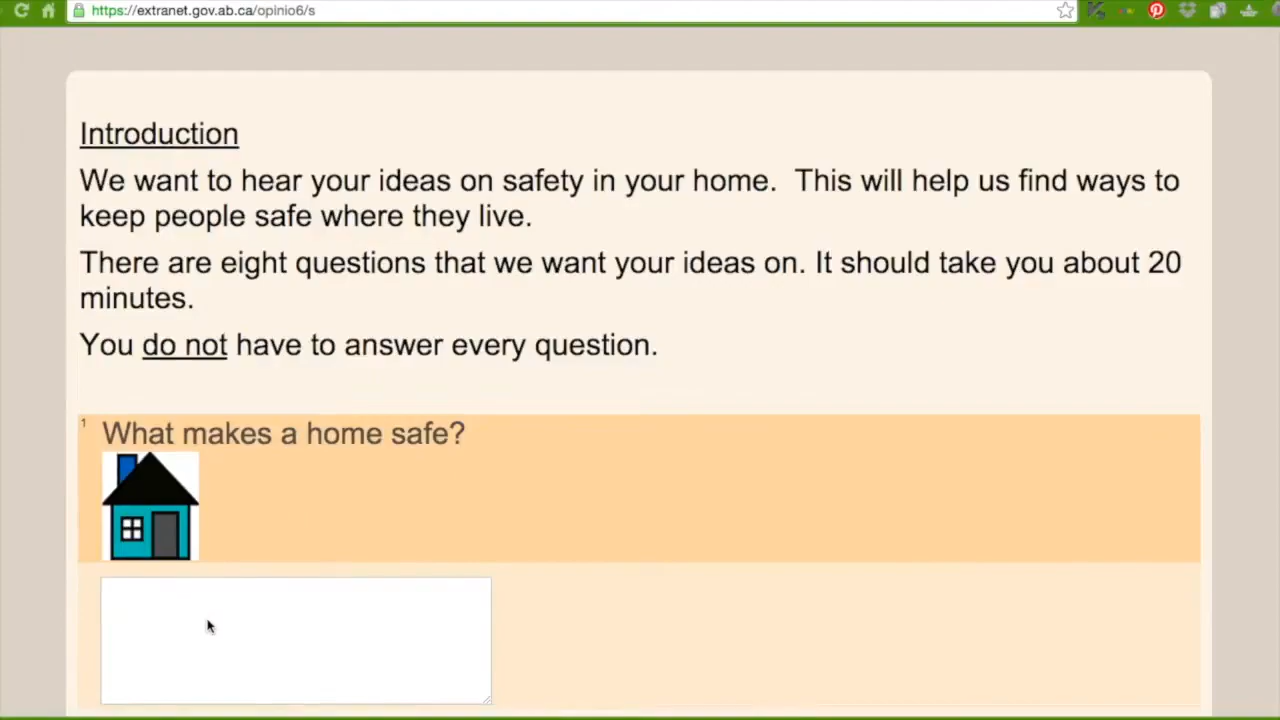 https://extranet.gov.ab.ca/opinio6/s
Introduction
We want to hear your ideas on safety in your home. This will help us find ways to
keep people safe where they live.
There are eight questions that we want your ideas on. It should take you about 20
minutes.
You do not have to answer every question.
1 What makes a home safe?